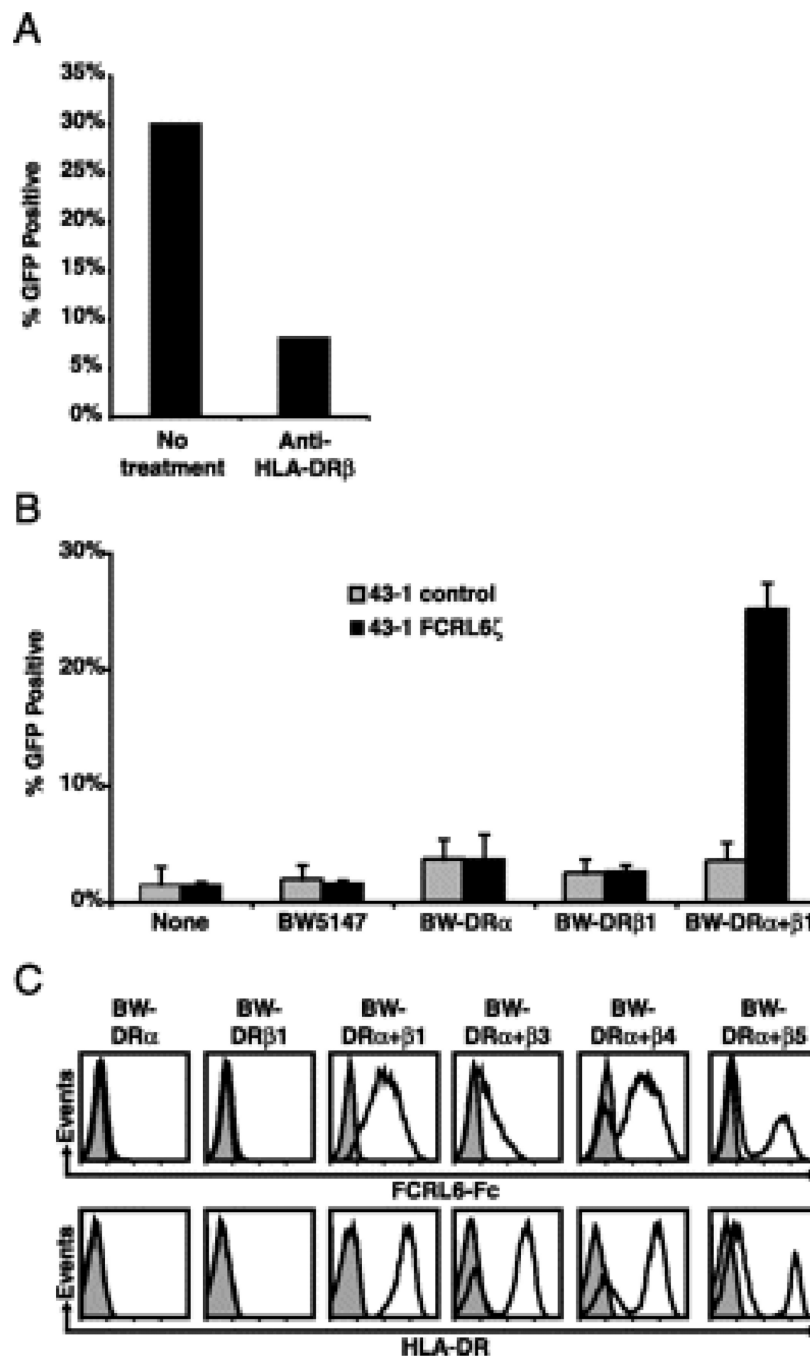 A
35%
30%
25%
20%
15%
10%
5%
0%
% GFP Positive
No
treatment
Anti-
HLA-DRβ
B
30%
20%
10%
0%
% GFP Positive
43-1 control
43-1 FCRL6ζ
None
BW5147
BW-DRα
BW-DRβ1
BW-DRα+β1
C
BW-
DRα
BW-
DRβ1
BW-
DRα+β1
BW-
DRα+β3
BW-
DRα+β4
BW-
DRα+β5
Events
FCRL6-Fc
Events
HLA-DR